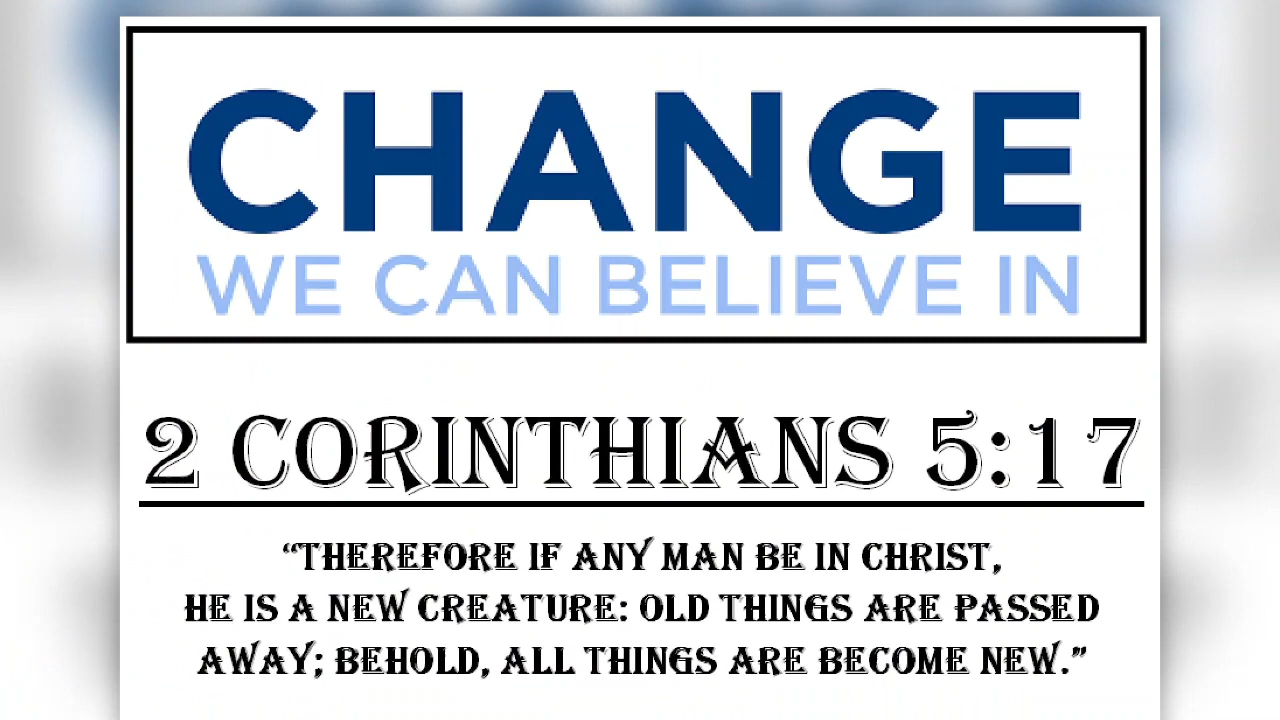 CHANGE
WE CAN BELIEVE IN
2 CORINTHIANS 5:17
“THEREFORE IF ANY MAN BE IN CHRIST,
HE IS A NEW CREATURE: OLD THINGS ARE PASSED
AWAY; BEHOLD, ALL THINGS ARE BECOME NEW.”